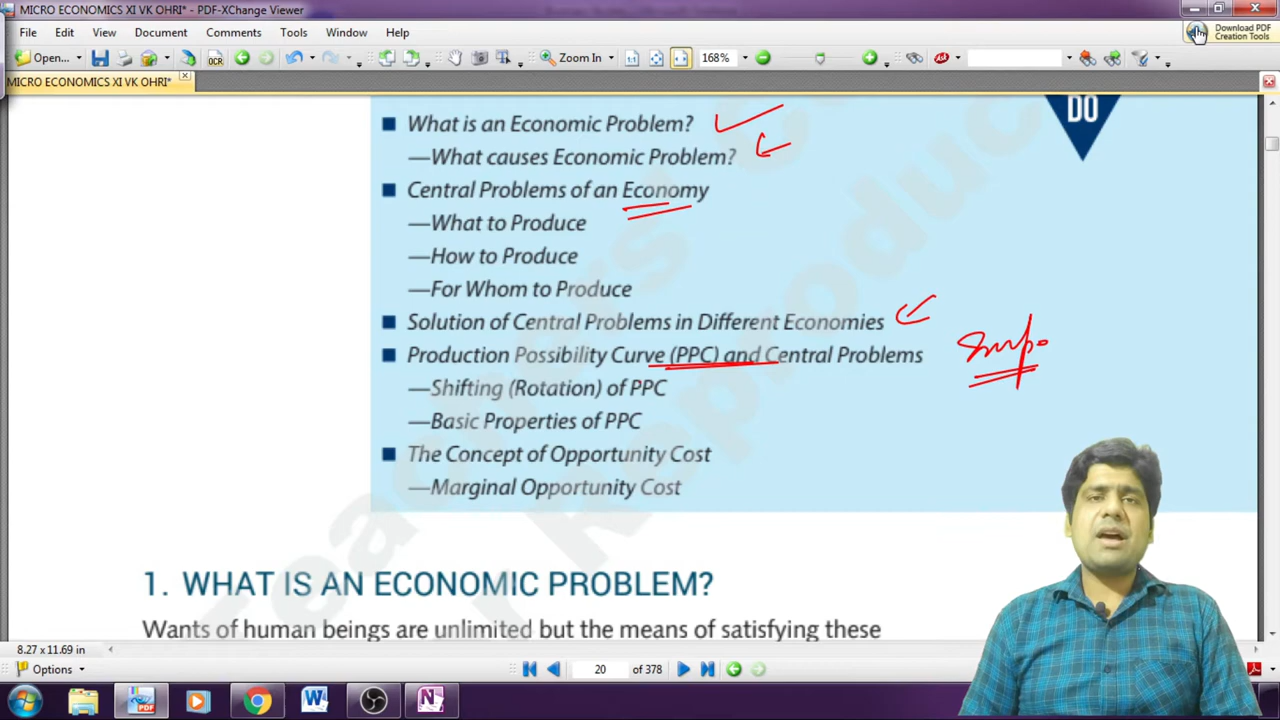 MICRO ECONOMICS XI VK OHRI* - PDF-XChange Viewer
File Edit View Document Comments Tools Window Help
Download PDF
Creation Tools
Open... OCR Zoom In 168%
MICRO ECONOMICS XI VK OHRI*
DO
What is an Economic Problem?
—What causes Economic Problem?
Central Problems of an Economy
—What to Produce
—How to Produce
—For Whom to Produce
Solution of Central Problems in Different Economies
Production Possibility Curve (PPC) and Central Problems
Imp.
—Shifting (Rotation) of PPC
—Basic Properties of PPC
The Concept of Opportunity Cost
—Marginal Opportunity Cost
1. WHAT IS AN ECONOMIC PROBLEM?
Wants of human beings are unlimited but the means of satisfying these
8.27 x 11.69 in
Options 20 of 378